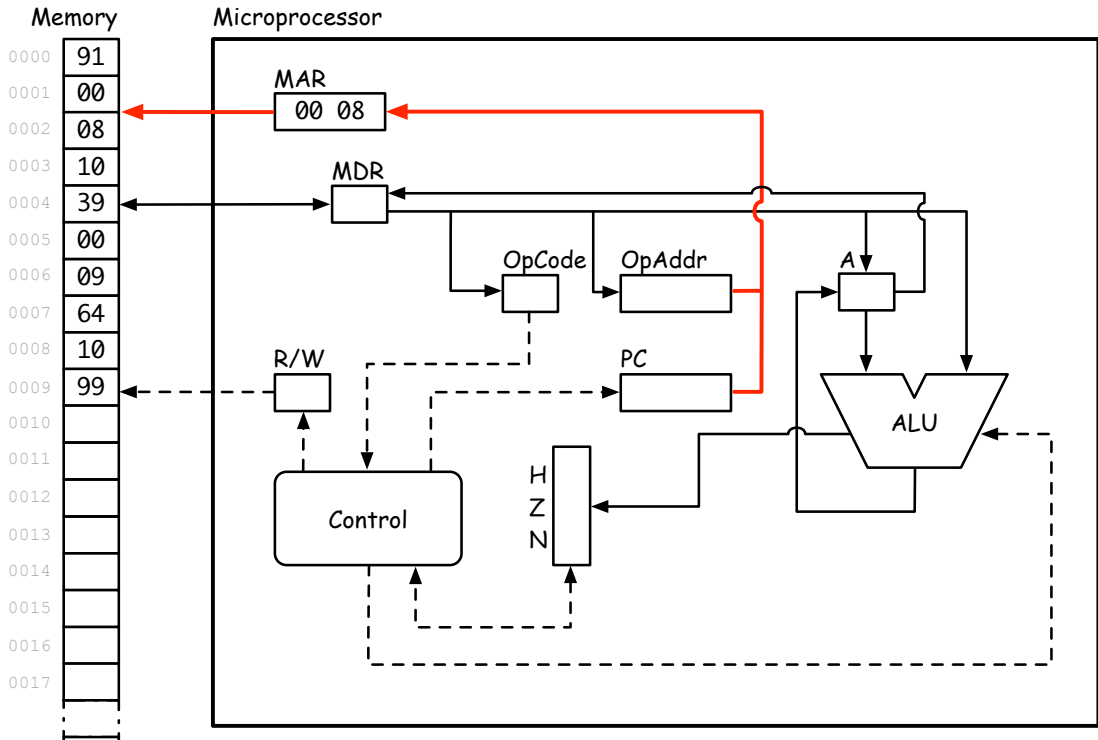 Memory
Microprocessor
0000 91
0001 00
0002 08
0003 10
0004 39
0005 00
0006 09
0007 64
0008 10
0009 99
0010
0011
0012
0013
0014
0015
0016
0017
MAR
00 08
MDR
OpCode
OpAddr
A
R/W
PC
ALU
H
Z
N
Control